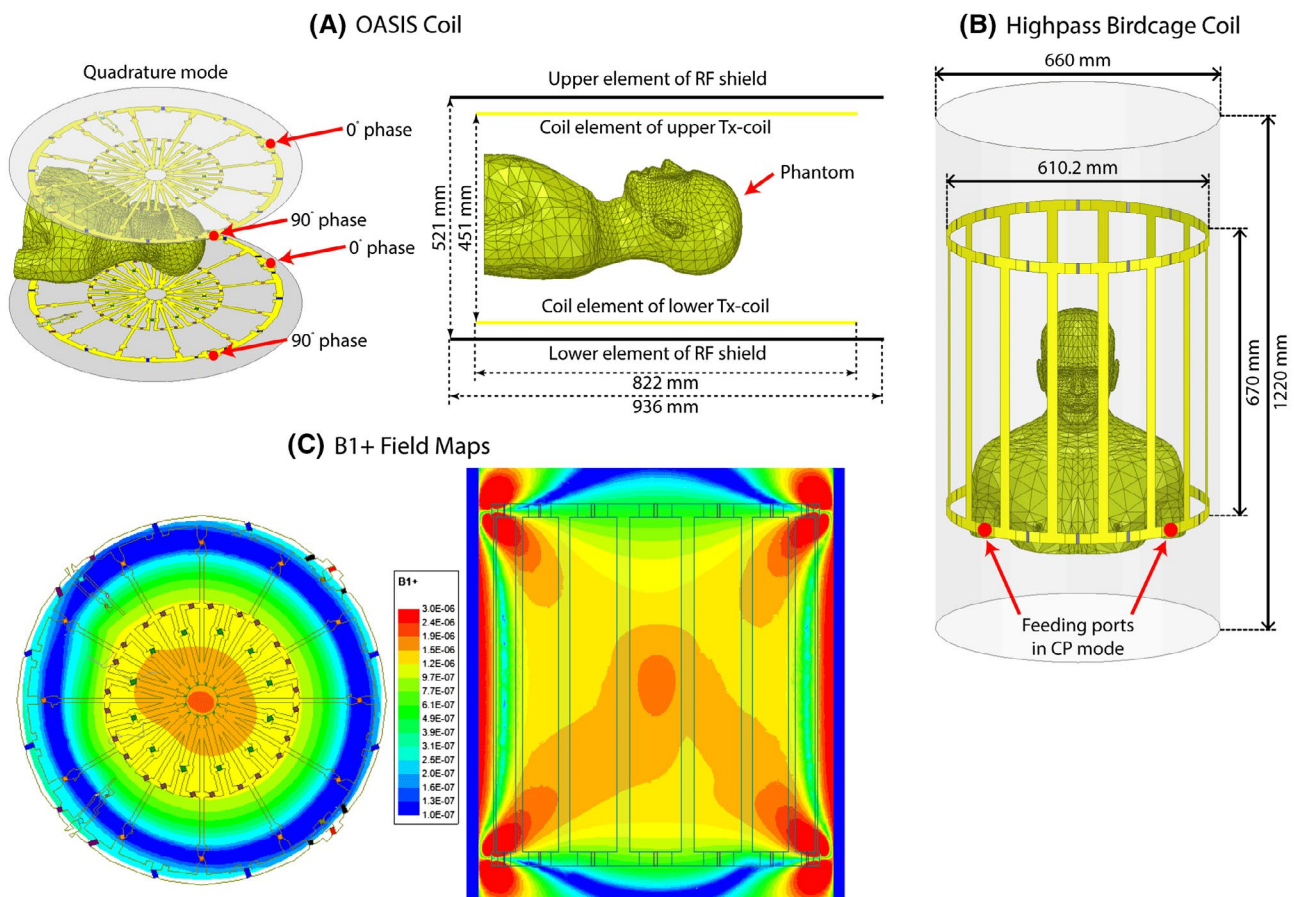 (A) OASIS Coil
Quadrature mode
0° phase
90° phase
0° phase
90° phase
Upper element of RF shield
Coil element of upper Tx-coil
Phantom
521 mm
451 mm
Coil element of lower Tx-coil
Lower element of RF shield
822 mm
936 mm
(B) Highpass Birdcage Coil
660 mm
610.2 mm
670 mm
1220 mm
Feeding ports
in CP mode
(C) B1+ Field Maps
B1+
3.0E-06
2.4E-06
1.9E-06
1.5E-06
1.2E-06
9.7E-07
7.7E-07
6.1E-07
4.9E-07
3.9E-07
3.1E-07
2.5E-07
2.0E-07
1.6E-07
1.3E-07
1.0E-07